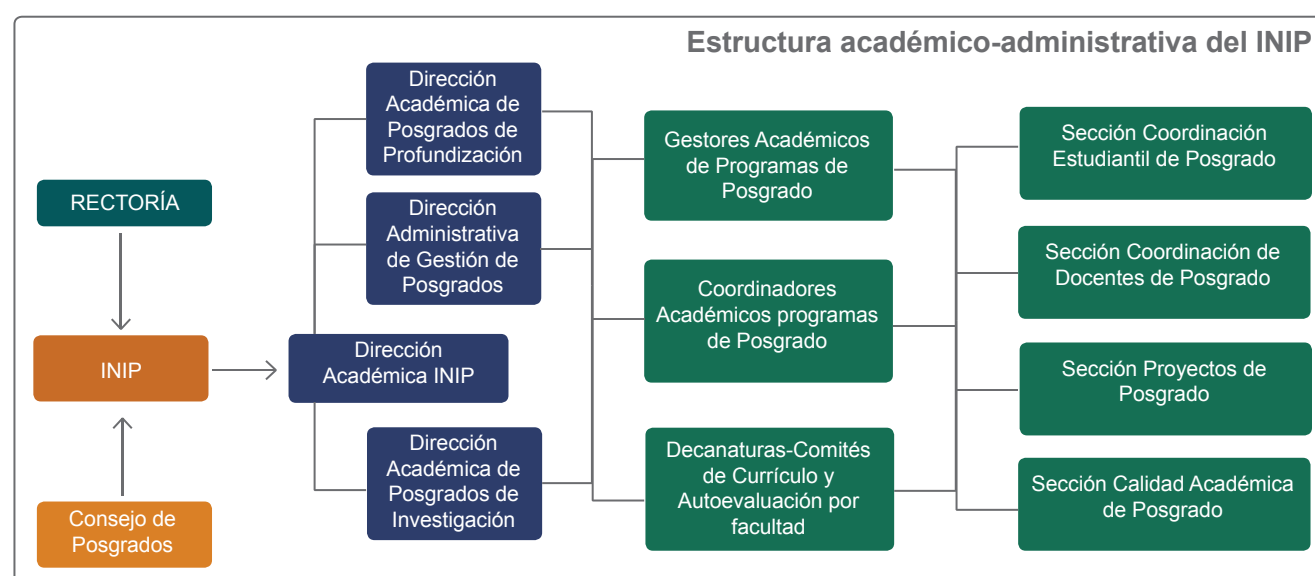 Estructura académico-administrativa del INIP
RECTORÍA
INIP
Consejo de
Posgrados
Dirección
Académica de
Posgrados de
Profundización
Dirección
Administrativa
de Gestión de
Posgrados
Dirección
Académica INIP
Dirección
Académica de
Posgrados de
Investigación
Gestores Académicos
de Programas de
Posgrado
Coordinadores
Académicos programas
de Posgrado
Decanaturas-Comités
de Currículo y
Autoevaluación por
facultad
Sección Coordinación
Estudiantil de Posgrado
Sección Coordinación de
Docentes de Posgrado
Sección Proyectos de
Posgrado
Sección Calidad Académica
de Posgrado